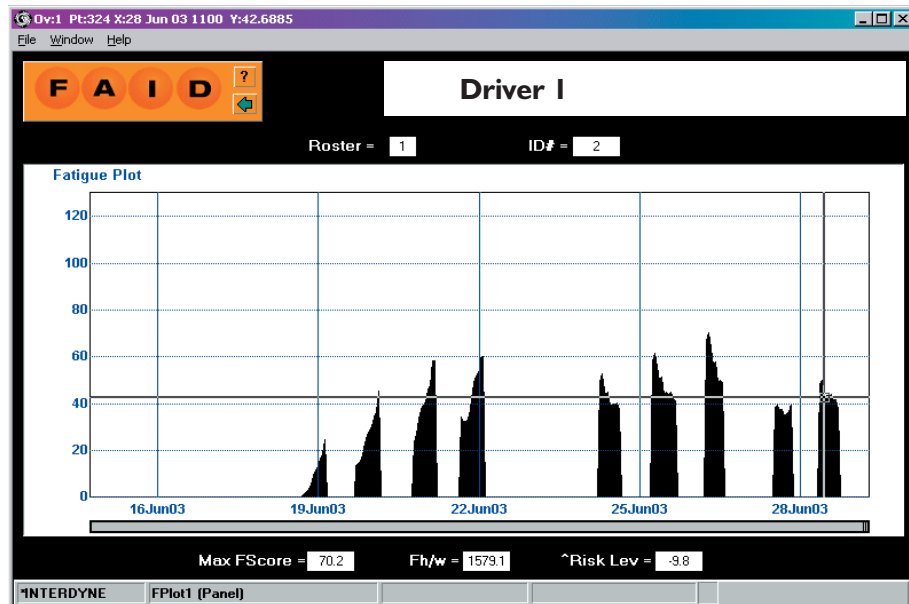 Ov:1 Pt:324 X:28 Jun 03 1100 Y:42.6885
File Window Help
F A I D ?
Driver 1
Roster = 1 ID# = 2
Fatigue Plot
120
100
80
60
40
20
0
16Jun03 19Jun03 22Jun03 25Jun03 28Jun03
Max FScore = 70.2 Fh/w = 1579.1 ^Risk Lev = -9.8
*INTERDYNE FPlot1 (Panel)